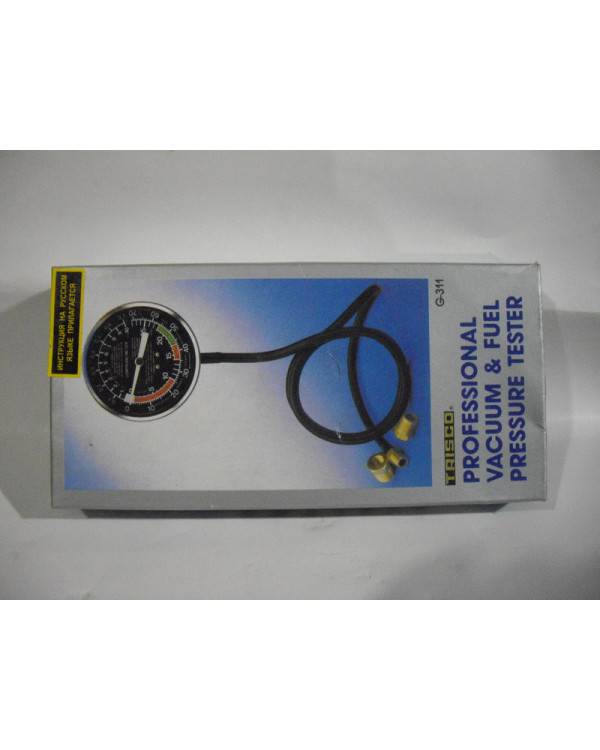 ИНСТРУКЦИЯ НА РУССКОМ
ЯЗЫКЕ ПРИЛАГАЕТСЯ
G-311
TRISCO®
PROFESSIONAL
VACUUM & FUEL
PRESSURE TESTER